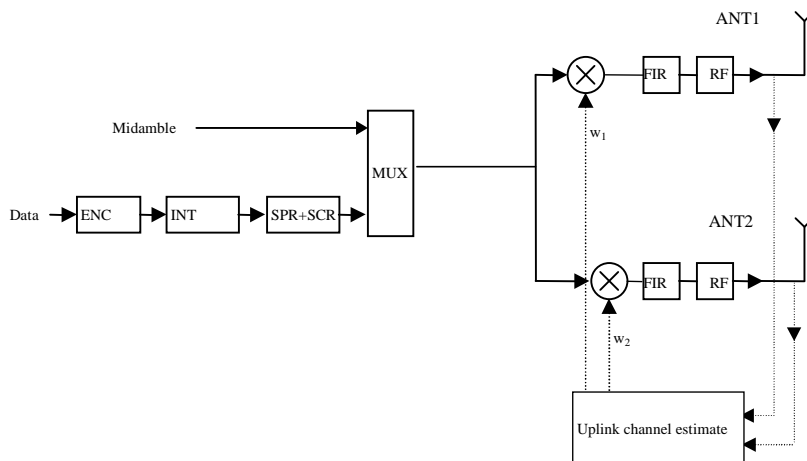 ANT1
FIR
RF
Midamble
w₁
MUX
Data
ENC
INT
SPR+SCR
ANT2
FIR
RF
w₂
Uplink channel estimate